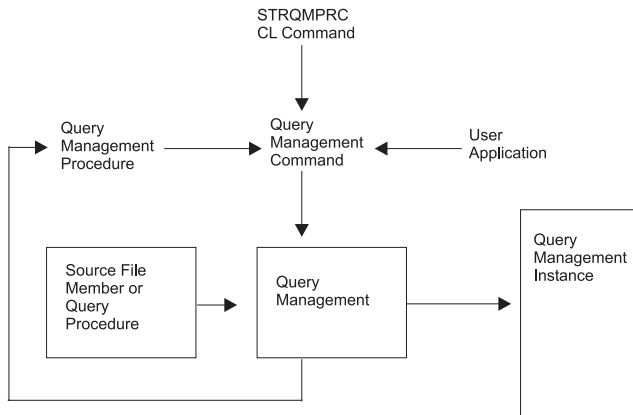 STRQMPRC
CL Command
Query
Management
Procedure
Query
Management
Command
User
Application
Source File
Member or
Query
Procedure
Query
Management
Query
Management
Instance